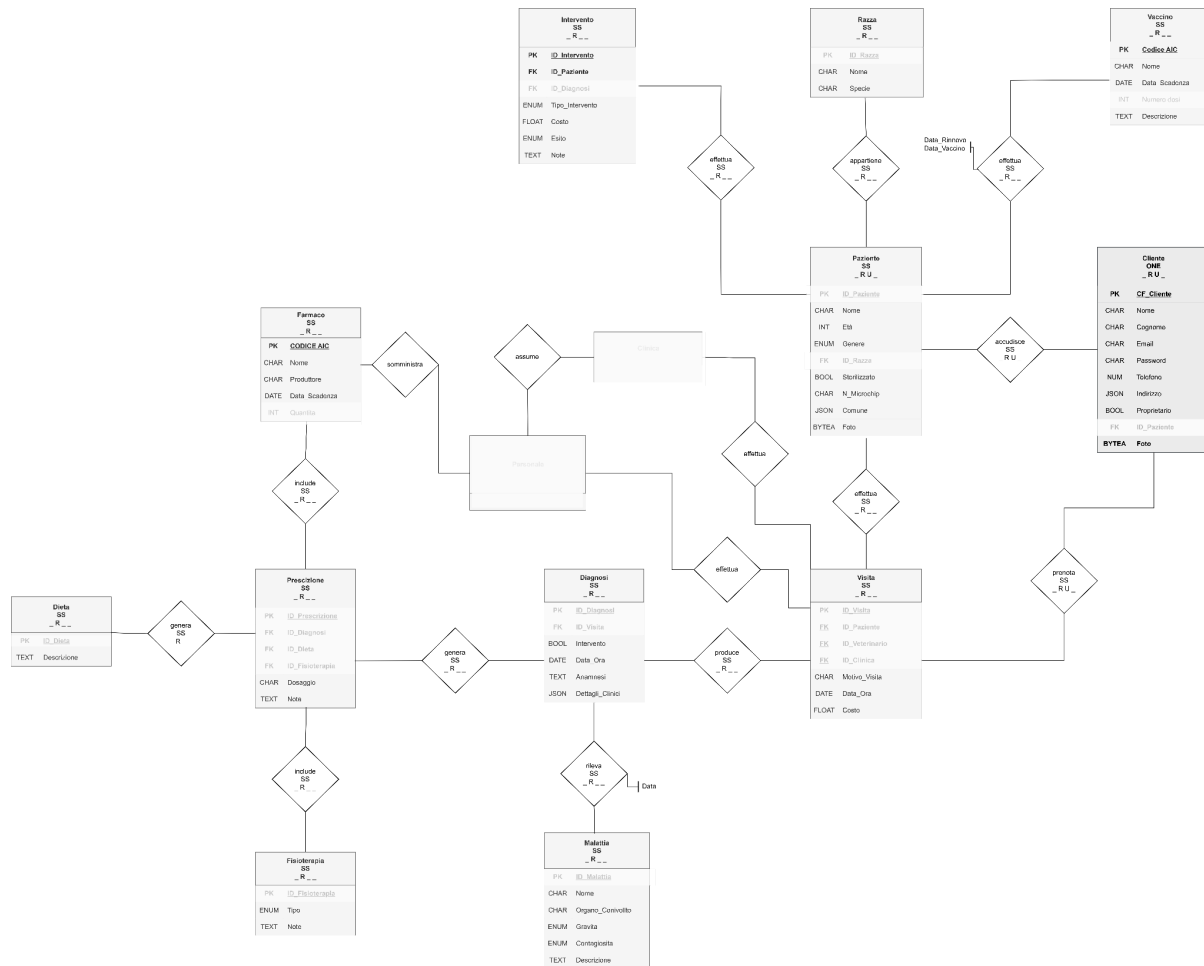 Intervento
SS
_ R _ _
PK ID_Intervento
FK ID_Paziente
FK ID_Diagnosi
ENUM Tipo_Intervento
FLOAT Costo
ENUM Esito
TEXT Note
Razza
SS
_ R _ _
PK ID_Razza
CHAR Nome
CHAR Specie
Vaccino
SS
_ R _ _
PK Codice AIC
CHAR Nome
DATE Data_Scadenza
INT Numero dosi
TEXT Descrizione
effettua
SS
_ R _ _
appartiene
SS
_ R _ _
Data_Rinnovo
Data_Vaccino
effettua
SS
_ R _ _
Paziente
SS
_ R U _
PK ID_Paziente
CHAR Nome
INT Età
ENUM Genere
FK ID_Razza
BOOL Sterilizzato
CHAR N_Microchip
JSON Comune
BYTEA Foto
accudisce
SS
R U
Cliente
ONE
_ R U _
PK CF_Cliente
CHAR Nome
CHAR Cognome
CHAR Email
CHAR Password
NUM Telefono
JSON Indirizzo
BOOL Proprietario
FK ID_Paziente
BYTEA Foto
Farmaco
SS
_ R _ _
PK CODICE AIC
CHAR Nome
CHAR Produttore
DATE Data_Scadenza
INT Quantita
somministra
assume
Clinica
Personale
effettua
include
SS
_ R _ _
effettua
SS
_ R _ _
effettua
pronota
SS
_ R U _
Dieta
SS
_ R _ _
PK ID_Dieta
TEXT Descrizione
genera
SS
R
Prescizione
SS
_ R _ _
PK ID_Prescrizione
FK ID_Diagnosi
FK ID_Dieta
FK ID_Fisioterapia
CHAR Dosaggio
TEXT Note
genera
SS
_ R _ _
Diagnosi
SS
_ R _ _
PK ID_Diagnosi
FK ID_Visita
BOOL Intervento
DATE Data_Ora
TEXT Anamnesi
JSON Dettagli_Clinici
produce
SS
_ R _ _
Visita
SS
_ R _ _
PK ID_Visita
FK ID_Paziente
FK ID_Veterinario
FK ID_Clinica
CHAR Motivo_Visita
DATE Data_Ora
FLOAT Costo
include
SS
_ R _ _
rileva
SS
_ R _ _
Data
Fisioterapia
SS
_ R _ _
PK ID_Fisioterapia
ENUM Tipo
TEXT Note
Malattia
SS
_ R _ _
PK ID_Malattia
CHAR Nome
CHAR Organo_Conivolto
ENUM Gravita
ENUM Contagiosita
TEXT Descrizione